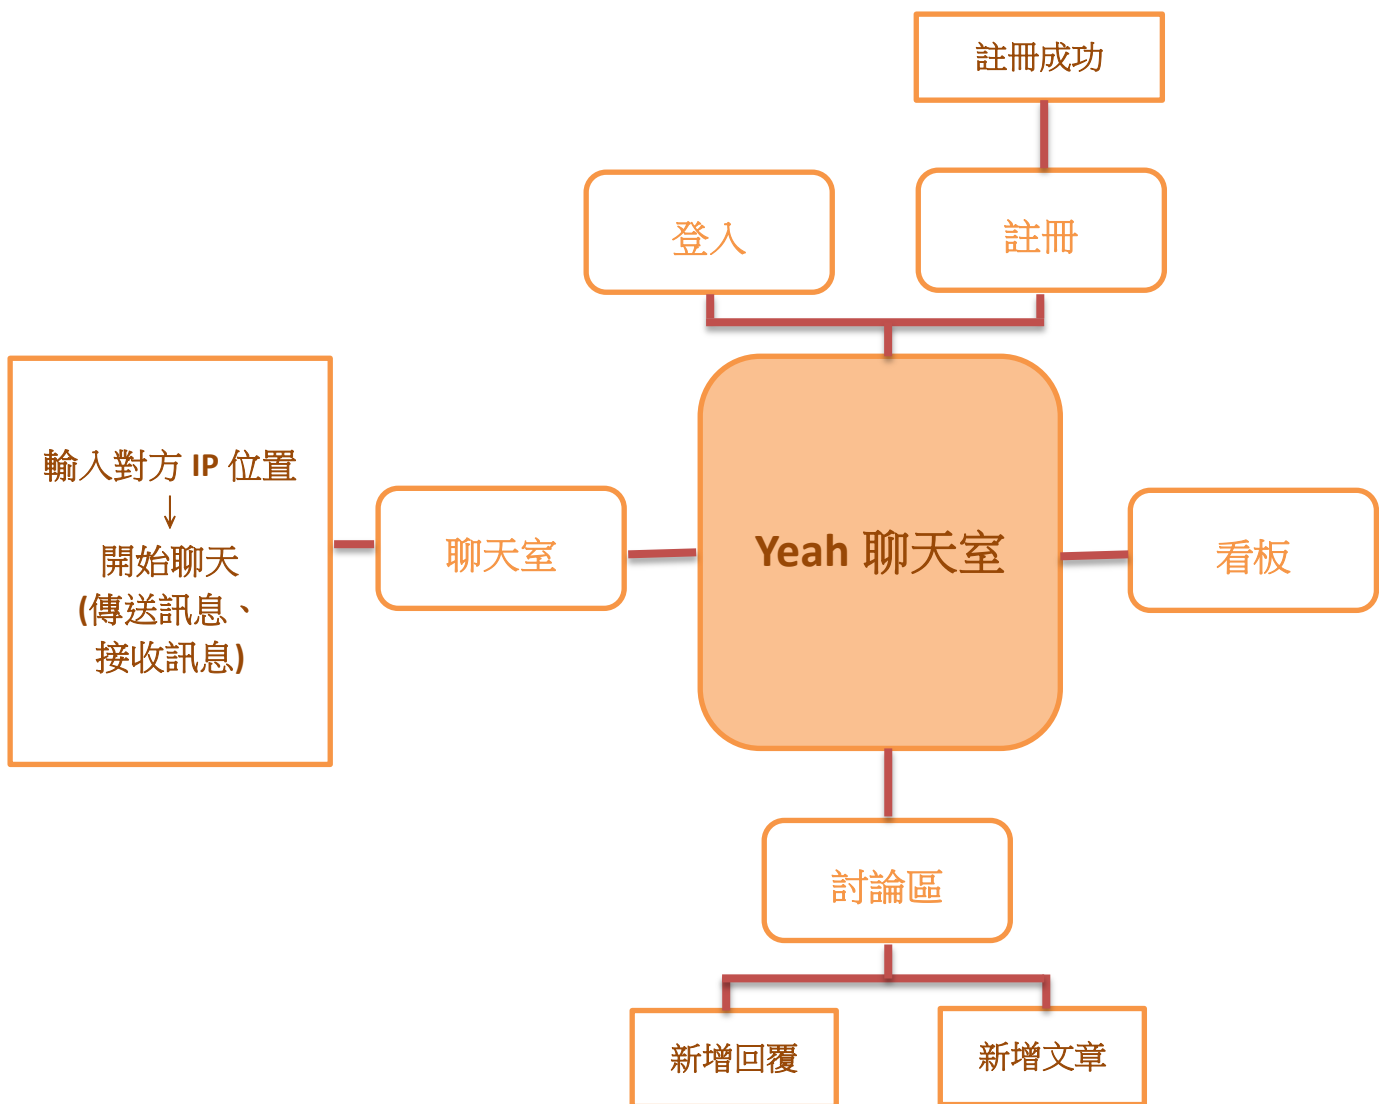 註冊成功
登入
註冊
輸入對方 IP 位置
↓
開始聊天
(傳送訊息、
接收訊息)
聊天室
Yeah 聊天室
看板
討論區
新增回覆
新增文章